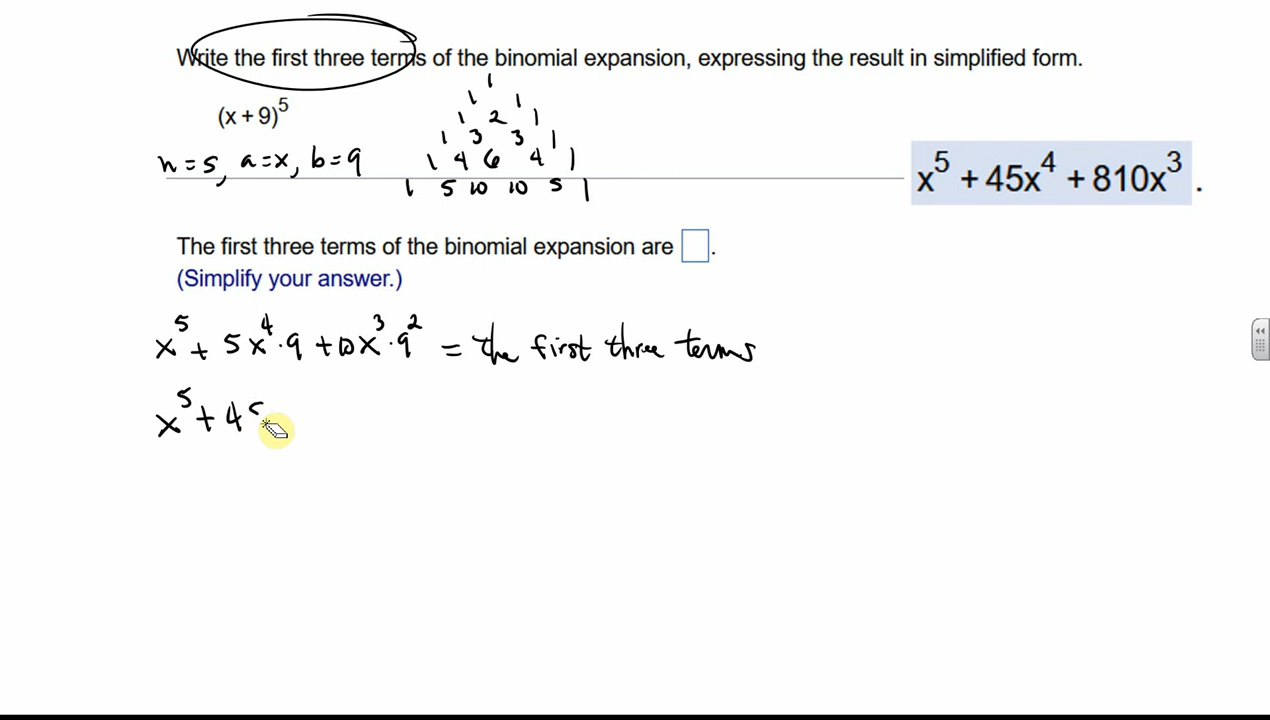 Write the first three terms of the binomial expansion, expressing the result in simplified form.
(x + 9)^5
n = 5, a = x, b = 9
1
1 1
1 2 1
1 3 3 1
1 4 6 4 1
1 5 10 10 5 1
x^5 + 45x^4 + 810x^3 .
The first three terms of the binomial expansion are .
(Simplify your answer.)
x^5 + 5x^4 · 9 + 10x^3 · 9^2 = the first three terms
x^5 + 45